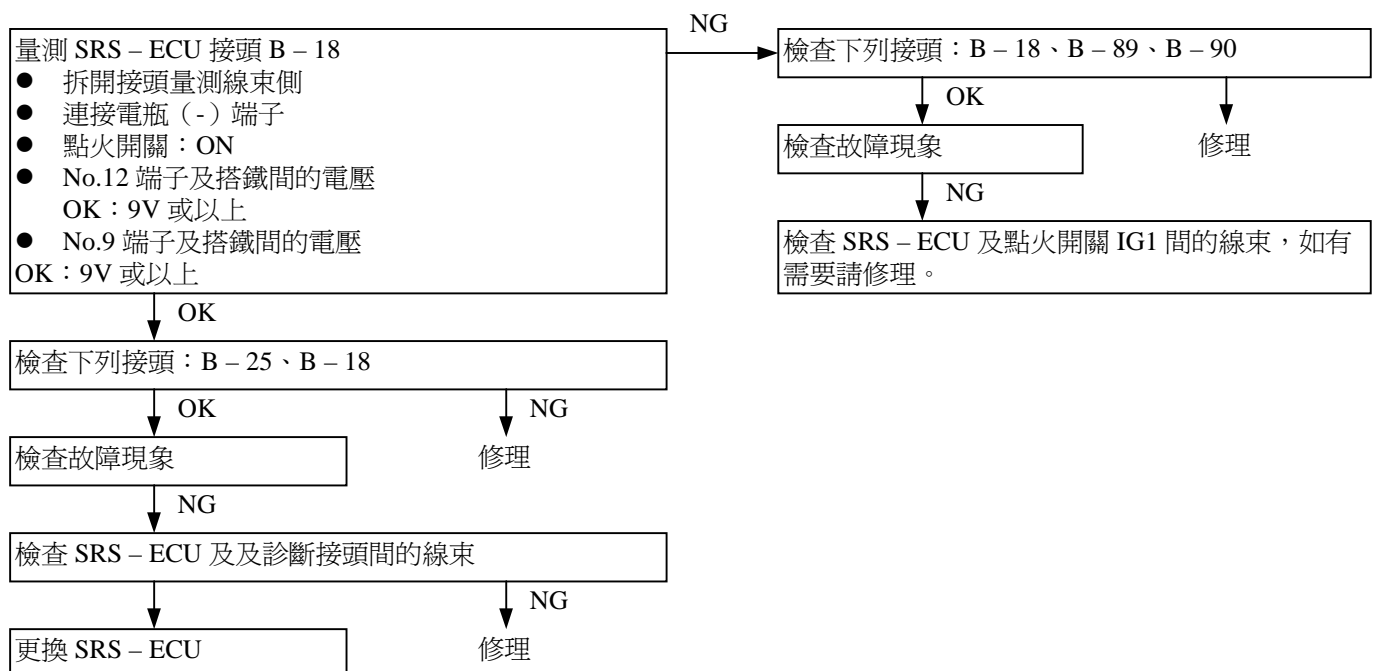 量測 SRS – ECU 接頭 B – 18
● 拆開接頭量測線束側
● 連接電瓶（-）端子
● 點火開關：ON
● No.12 端子及搭鐵間的電壓
OK：9V 或以上
● No.9 端子及搭鐵間的電壓
OK：9V 或以上
NG
檢查下列接頭：B – 18、B – 89、B – 90
OK
檢查故障現象
修理
NG
檢查 SRS – ECU 及點火開關 IG1 間的線束，如有
需要請修理。
OK
檢查下列接頭：B – 25、B – 18
OK
NG
檢查故障現象
修理
NG
檢查 SRS – ECU 及及診斷接頭間的線束
NG
更換 SRS – ECU
修理